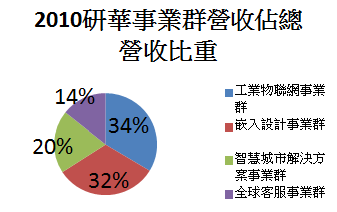 2010研華事業群營收佔總
營收比重
14%
34%
20%
32%
工業物聯網事業
群
嵌入設計事業群
智慧城市解決方
案事業群
全球客服事業群